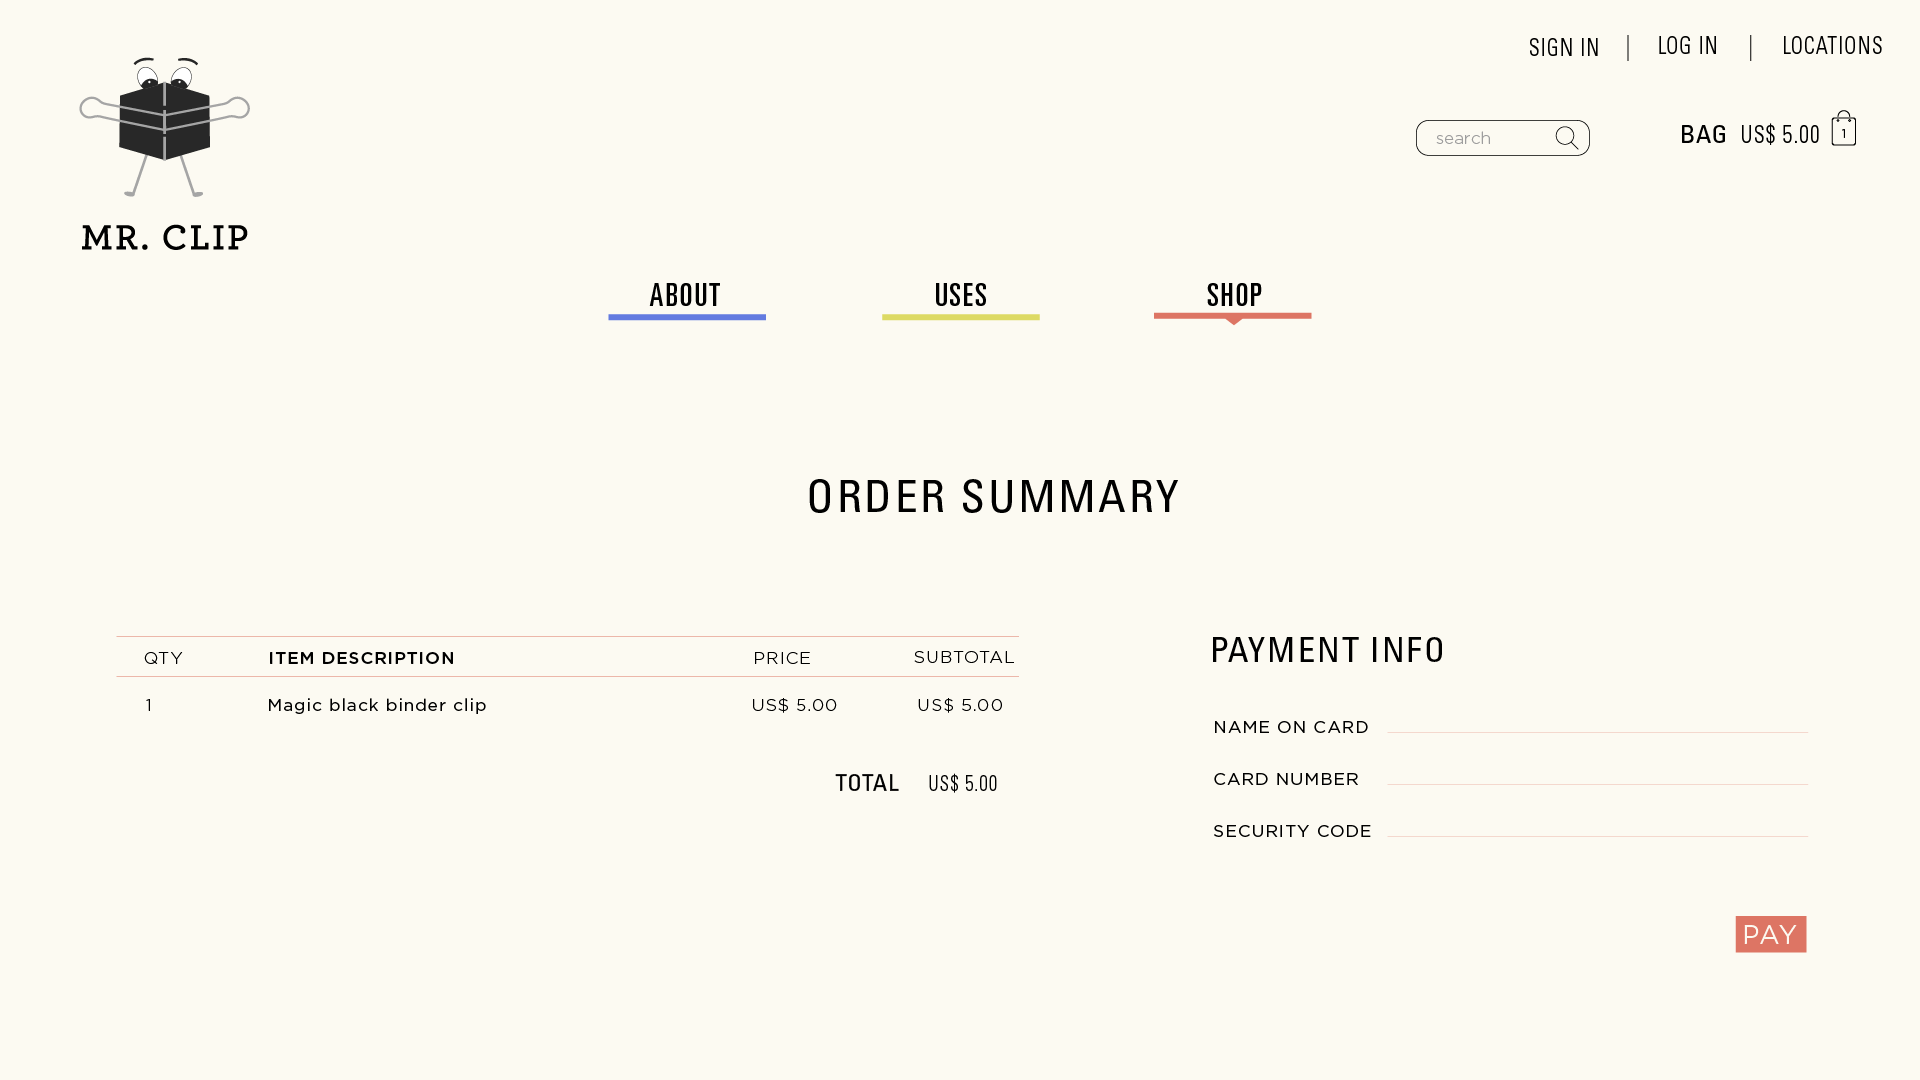 SIGN IN | LOG IN | LOCATIONS
search
BAG US$ 5.00 1
MR. CLIP
ABOUT USES SHOP
ORDER SUMMARY
QTY ITEM DESCRIPTION PRICE SUBTOTAL
1 Magic black binder clip US$ 5.00 US$ 5.00
TOTAL US$ 5.00
PAYMENT INFO
NAME ON CARD
CARD NUMBER
SECURITY CODE
PAY